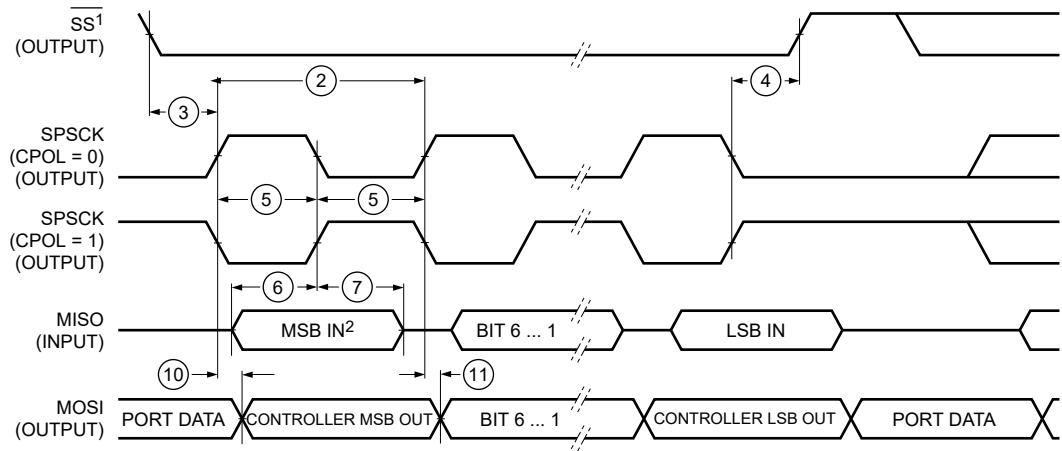 SS¹
(OUTPUT)
2
4
3
SPSCK
(CPOL = 0)
(OUTPUT)
5
5
SPSCK
(CPOL = 1)
(OUTPUT)
6
7
MISO
(INPUT)
MSB IN²
BIT 6 ... 1
LSB IN
10
11
MOSI
(OUTPUT)
PORT DATA
CONTROLLER MSB OUT
BIT 6 ... 1
CONTROLLER LSB OUT
PORT DATA